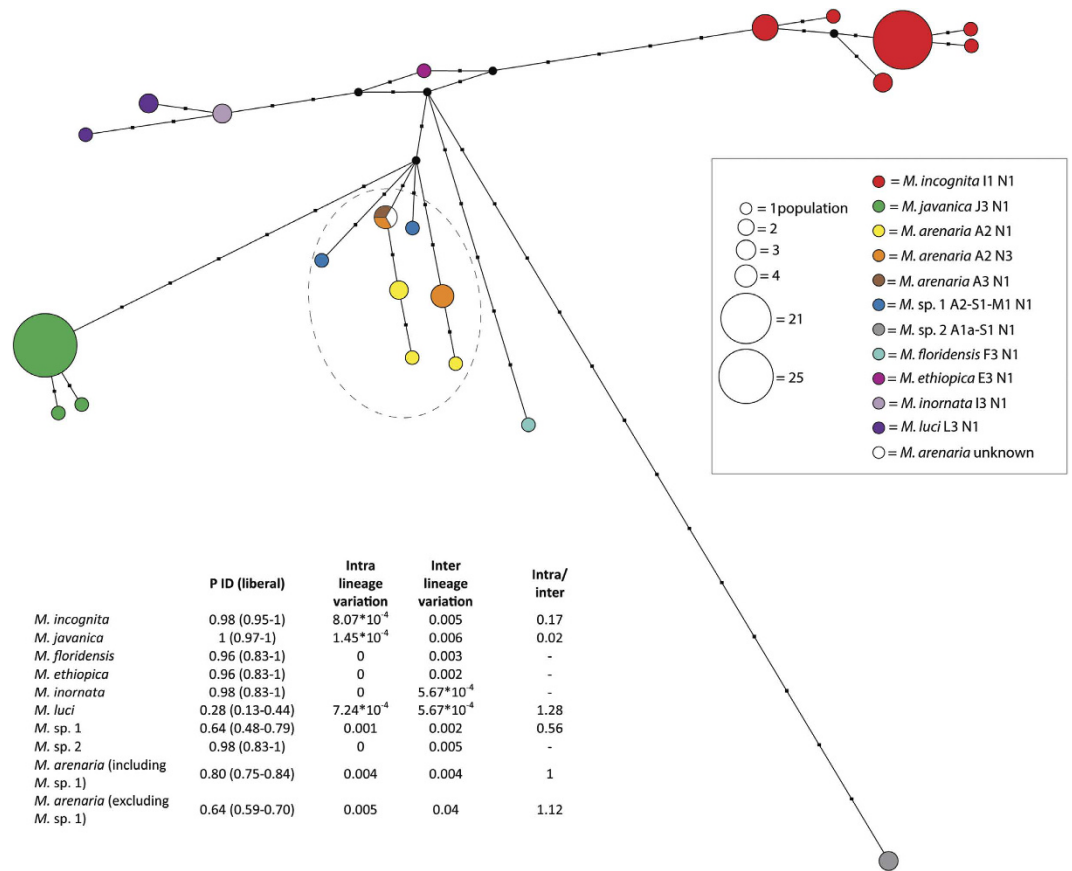 = M. incognita I1 N1
= M. javanica J3 N1
= M. arenaria A2 N1
= M. arenaria A2 N3
= M. arenaria A3 N1
= M. sp. 1 A2-S1-M1 N1
= M. sp. 2 A1a-S1 N1
= M. floridensis F3 N1
= M. ethiopica E3 N1
= M. inornata I3 N1
= M. luci L3 N1
= M. arenaria unknown
= 1population
= 2
= 3
= 4
= 21
= 25
P ID (liberal) Intra lineage variation Inter lineage variation Intra/ inter
M. incognita 0.98 (0.95-1) 8.07*10^-4 0.005 0.17
M. javanica 1 (0.97-1) 1.45*10^-4 0.006 0.02
M. floridensis 0.96 (0.83-1) 0 0.003 -
M. ethiopica 0.96 (0.83-1) 0 0.002 -
M. inornata 0.98 (0.83-1) 0 5.67*10^-4 -
M. luci 0.28 (0.13-0.44) 7.24*10^-4 5.67*10^-4 1.28
M. sp. 1 0.64 (0.48-0.79) 0.001 0.002 0.56
M. sp. 2 0.98 (0.83-1) 0 0.005 -
M. arenaria (including M. sp. 1) 0.80 (0.75-0.84) 0.004 0.004 1
M. arenaria (excluding M. sp. 1) 0.64 (0.59-0.70) 0.005 0.04 1.12